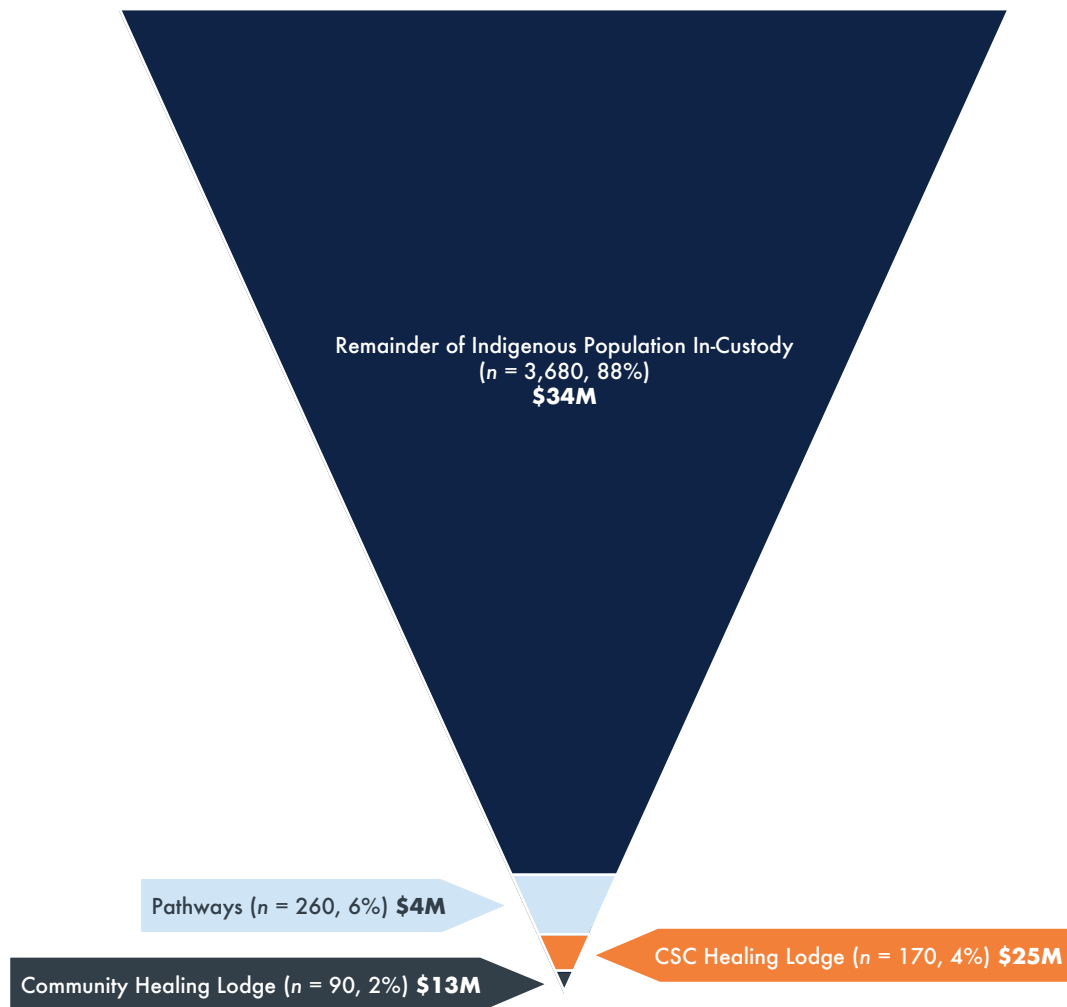 Remainder of Indigenous Population In-Custody
(n = 3,680, 88%)
$34M
Pathways (n = 260, 6%) $4M
CSC Healing Lodge (n = 170, 4%) $25M
Community Healing Lodge (n = 90, 2%) $13M